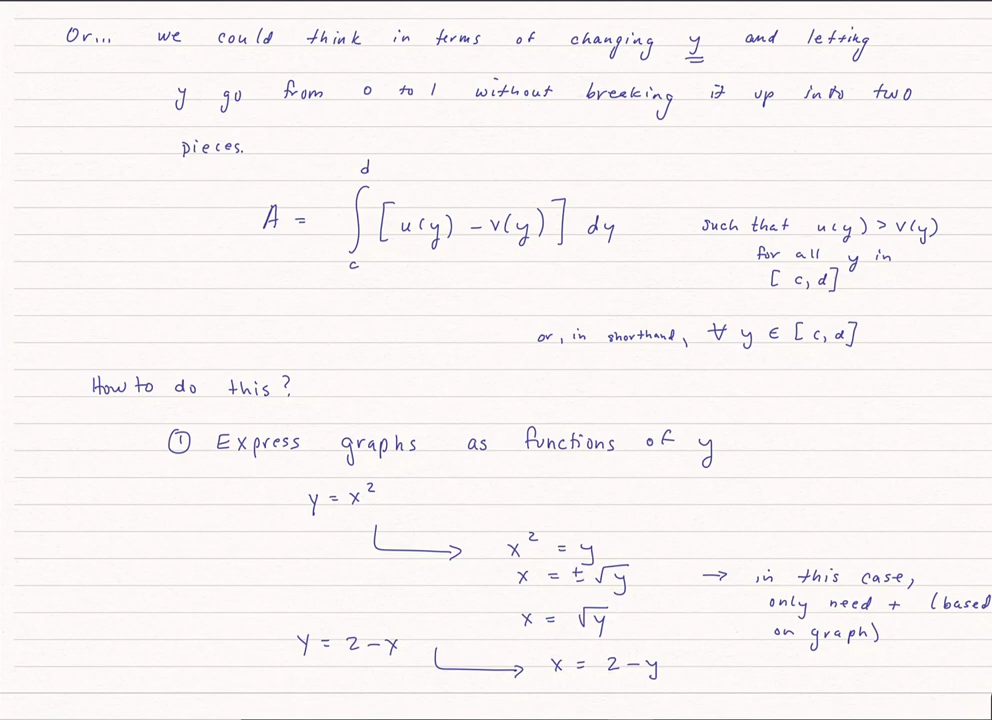 Or... we could think in terms of changing y and letting
y go from 0 to 1 without breaking it up into two
pieces.
A = ∫_c^d [u(y) - v(y)] dy such that u(y) > v(y)
for all y in
[c, d]
or, in shorthand, ∀ y ∈ [c, d]
How to do this?
① Express graphs as functions of y
y = x²
x² = y
x = ± √y → in this case,
only need + (based
x = √y
on graph)
y = 2 - x
x = 2 - y